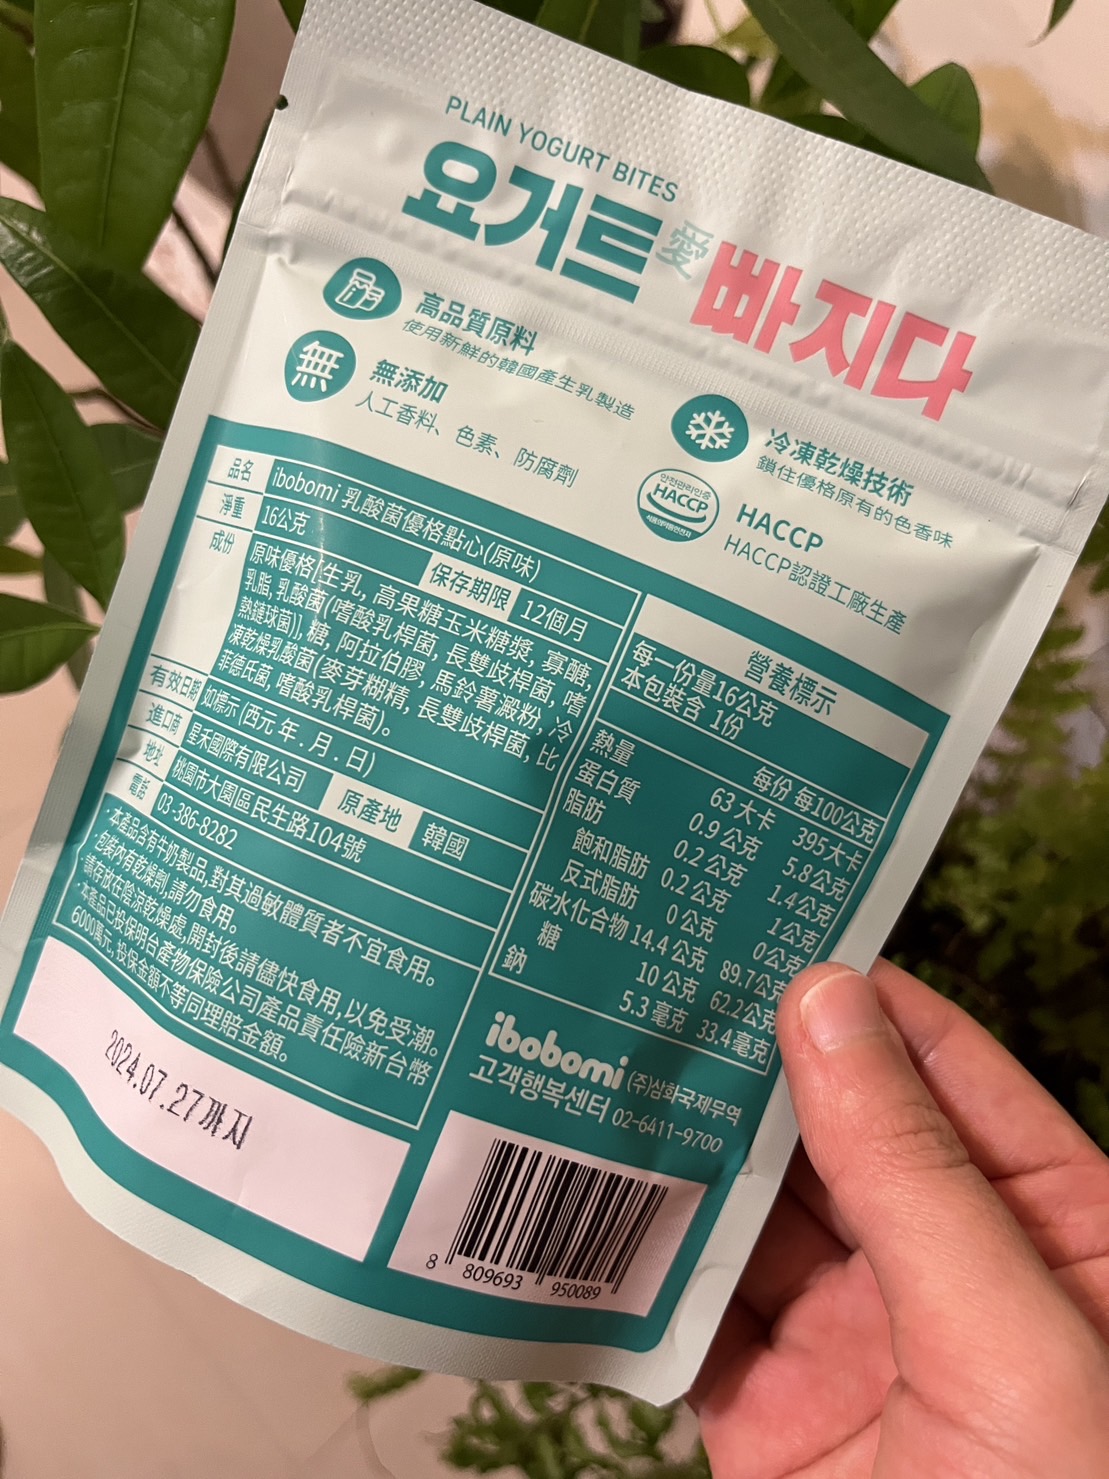 PLAIN YOGURT BITES
요거트愛빠지다
高品質原料
使用新鮮的韓國產生乳製造
無
無添加
人工香料、色素、防腐劑
冷凍乾燥技術
鎖住優格原有的色香味
HACCP
HACCP
HACCP認證工廠生產
品名 ibobomi 乳酸菌優格點心(原味)
淨重 16公克 保存期限 12個月
成份 原味優格[生乳, 高果糖玉米糖漿, 寡醣,
乳脂, 乳酸菌(嗜酸乳桿菌, 長雙歧桿菌, 嗜
熱鏈球菌)], 糖, 阿拉伯膠, 馬鈴薯澱粉, 冷
凍乾燥乳酸菌(麥芽糊精, 長雙歧桿菌, 比
菲德氏菌, 嗜酸乳桿菌)。
有效日期 如標示 (西元 年 . 月 . 日)
進口商 星禾國際有限公司 原產地 韓國
地址 桃園市大園區民生路104號
電話 03-386-8282
·本產品含有牛奶製品,對其過敏體質者不宜食用。
·包裝內有乾燥劑,請勿食用。
請存放在陰涼乾燥處,開封後請儘快食用,以免受潮。
·本產品已投保明台產物保險公司產品責任險新台幣
6000萬元,投保金額不等同理賠金額。
營養標示
每一份量16公克
本包裝含 1份
每份 每100公克
熱量 63 大卡 395大卡
蛋白質 0.9 公克 5.8公克
脂肪 0.2 公克 1.4公克
飽和脂肪 0.2 公克 1公克
反式脂肪 0公克 0公克
碳水化合物 14.4 公克 89.7公克
糖 10 公克 62.2公克
鈉 5.3 毫克 33.4毫克
ibobomi (주)삼화국제무역
고객행복센터 02-6411-9700
2024.07.27까지
8 809693 950089